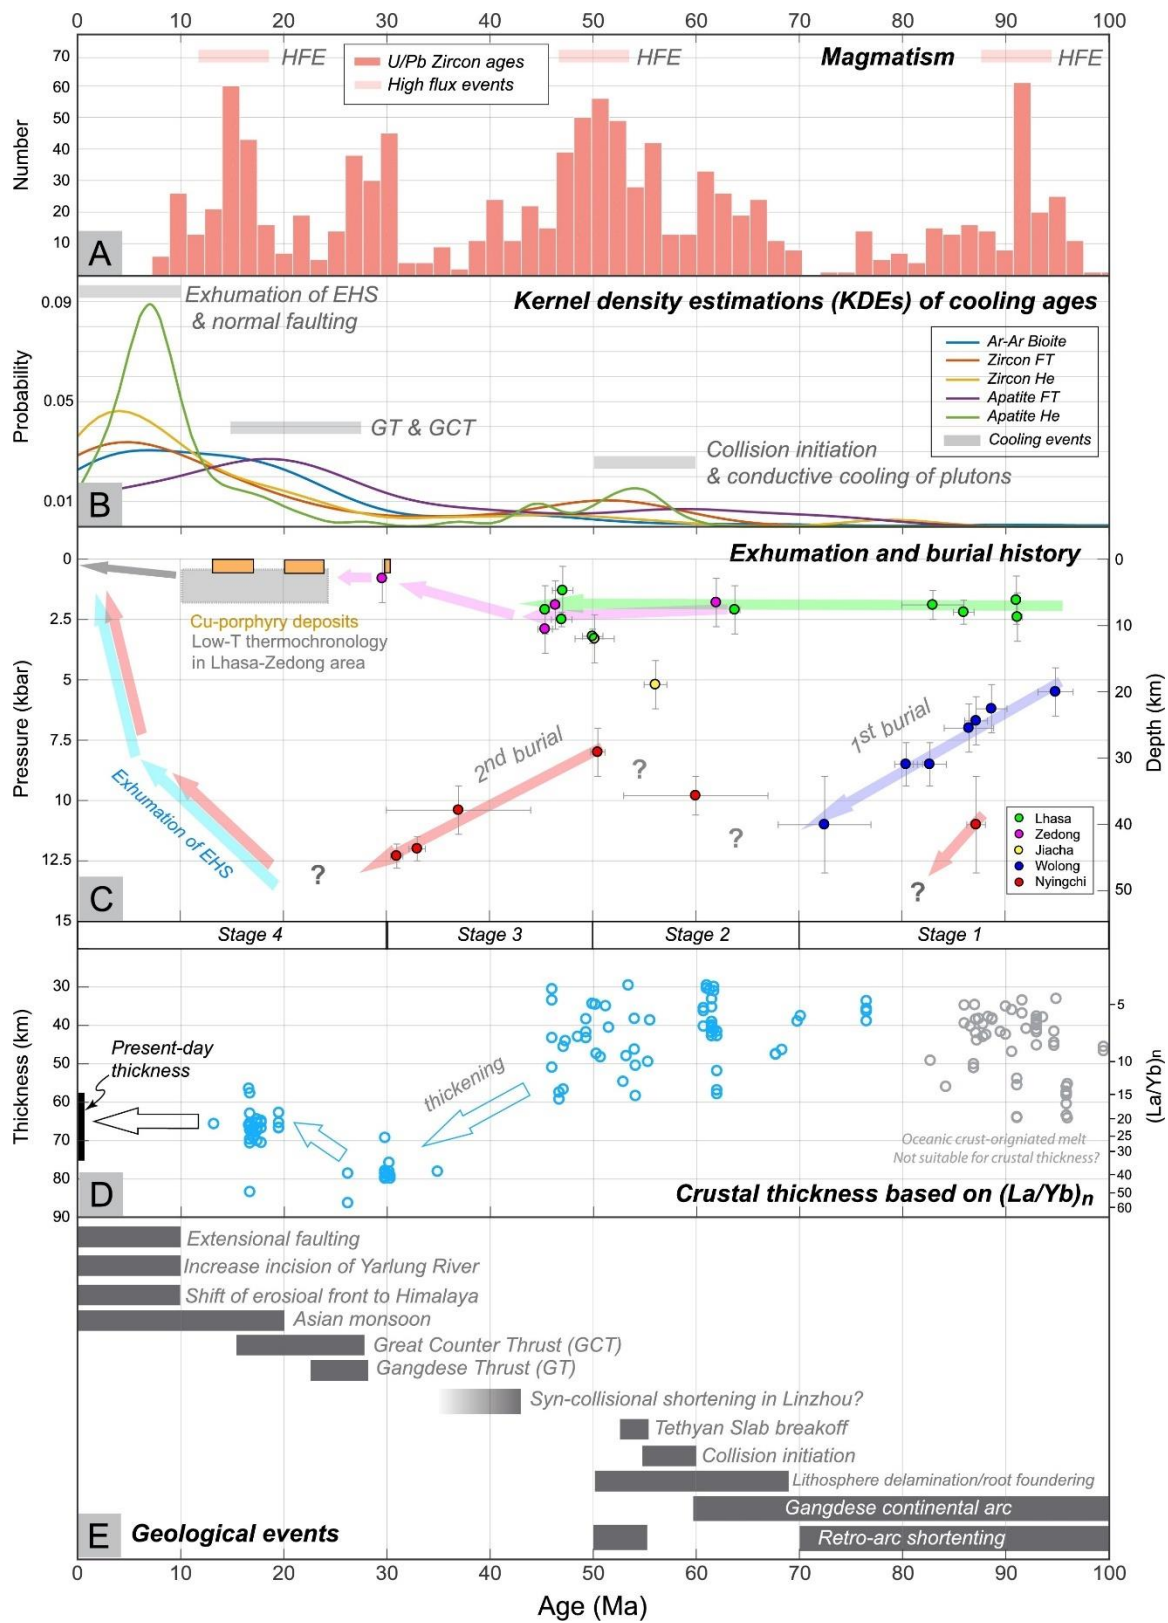 0 10 20 30 40 50 60 70 80 90 100
HFE HFE HFE
U/Pb Zircon ages
High flux events
Magmatism
Number
70
60
50
40
30
20
10
A
Exhumation of EHS
& normal faulting
Kernel density estimations (KDEs) of cooling ages
Ar-Ar Bioite
Zircon FT
Zircon He
Apatite FT
Apatite He
Cooling events
Probability
0.09
0.05
0.01
GT & GCT
Collision initiation
& conductive cooling of plutons
B
Exhumation and burial history
Pressure (kbar)
0
2.5
5
7.5
10
12.5
15
Depth (km)
0
10
20
30
40
50
Cu-porphyry deposits
Low-T thermochronology
in Lhasa-Zedong area
Exhumation of EHS
2nd burial
1st burial
?
?
?
?
Lhasa
Zedong
Jiacha
Wolong
Nyingchi
C
Stage 4 Stage 3 Stage 2 Stage 1
Thickness (km)
30
40
50
60
70
80
90
(La/Yb)n
5
10
15
20
25
30
40
50
60
Present-day
thickness
thickening
Oceanic crust-origniated melt
Not suitable for crustal thickness?
D
Crustal thickness based on (La/Yb)n
Extensional faulting
Increase incision of Yarlung River
Shift of erosioal front to Himalaya
Asian monsoon
Great Counter Thrust (GCT)
Gangdese Thrust (GT)
Syn-collisional shortening in Linzhou?
Tethyan Slab breakoff
Collision initiation
Lithosphere delamination/root foundering
Gangdese continental arc
Retro-arc shortenting
E
Geological events
0 10 20 30 40 50 60 70 80 90 100
Age (Ma)